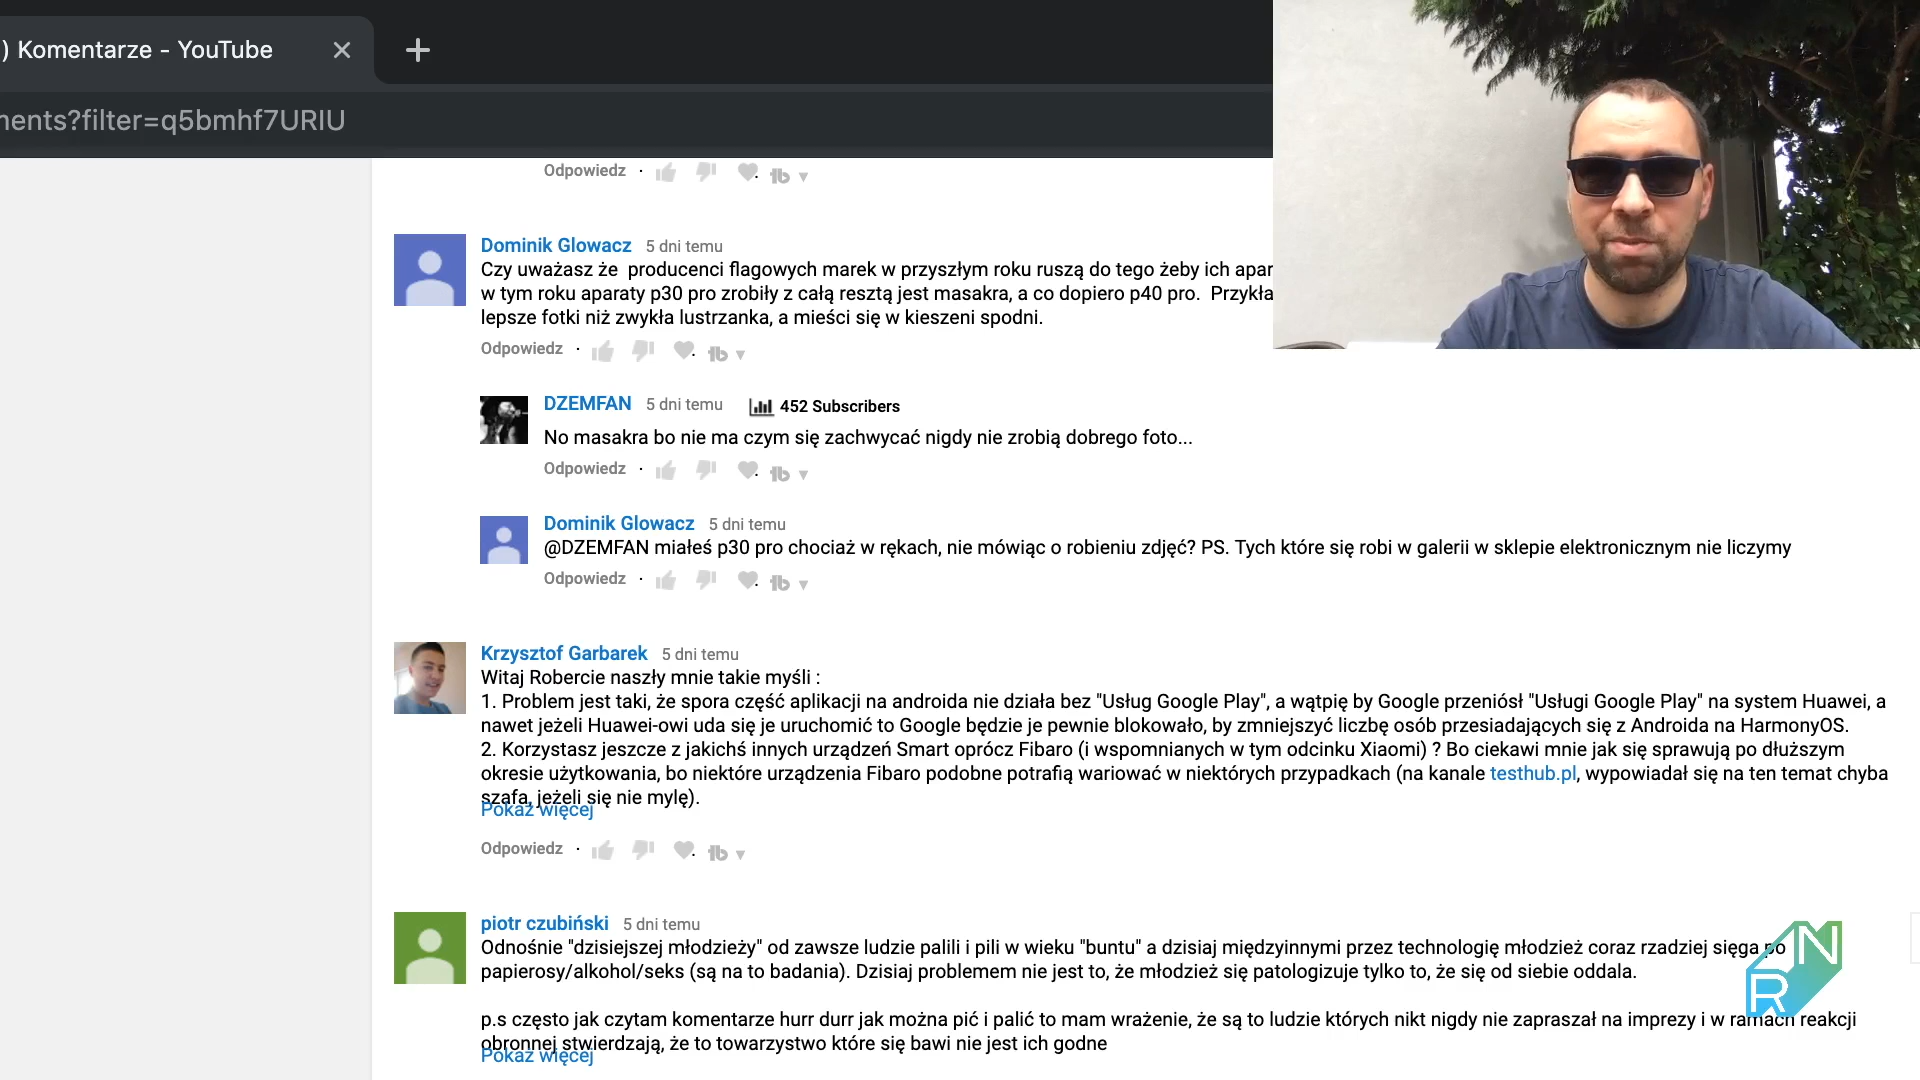 ) Komentarze - YouTube
nents?filter=q5bmhf7URIU
Odpowiedz ·
Dominik Glowacz 5 dni temu
Czy uważasz że producenci flagowych marek w przyszłym roku ruszą do tego żeby ich apar
w tym roku aparaty p30 pro zrobiły z całą resztą jest masakra, a co dopiero p40 pro. Przykła
lepsze fotki niż zwykła lustrzanka, a mieści się w kieszeni spodni.
Odpowiedz ·
DZEMFAN 5 dni temu 452 Subscribers
No masakra bo nie ma czym się zachwycać nigdy nie zrobią dobrego foto...
Odpowiedz ·
Dominik Glowacz 5 dni temu
@DZEMFAN miałeś p30 pro chociaż w rękach, nie mówiąc o robieniu zdjęć? PS. Tych które się robi w galerii w sklepie elektronicznym nie liczymy
Odpowiedz ·
Krzysztof Garbarek 5 dni temu
Witaj Robercie naszły mnie takie myśli :
1. Problem jest taki, że spora część aplikacji na androida nie działa bez "Usług Google Play", a wątpię by Google przeniósł "Usługi Google Play" na system Huawei, a
nawet jeżeli Huawei-owi uda się je uruchomić to Google będzie je pewnie blokowało, by zmniejszyć liczbę osób przesiadających się z Androida na HarmonyOS.
2. Korzystasz jeszcze z jakichś innych urządzeń Smart oprócz Fibaro (i wspomnianych w tym odcinku Xiaomi) ? Bo ciekawi mnie jak się sprawują po dłuższym
okresie użytkowania, bo niektóre urządzenia Fibaro podobne potrafią wariować w niektórych przypadkach (na kanale testhub.pl, wypowiadał się na ten temat chyba
szafa, jeżeli się nie mylę).
Pokaż więcej
Odpowiedz ·
piotr czubiński 5 dni temu
Odnośnie "dzisiejszej młodzieży" od zawsze ludzie palili i pili w wieku "buntu" a dzisiaj międzyinnymi przez technologię młodzież coraz rzadziej sięga po
papierosy/alkohol/seks (są na to badania). Dzisiaj problemem nie jest to, że młodzież się patologizuje tylko to, że się od siebie oddala.
p.s często jak czytam komentarze hurr durr jak można pić i palić to mam wrażenie, że są to ludzie których nikt nigdy nie zapraszał na imprezy i w ramach reakcji
obronnej stwierdzają, że to towarzystwo które się bawi nie jest ich godne
Pokaż więcej
RN